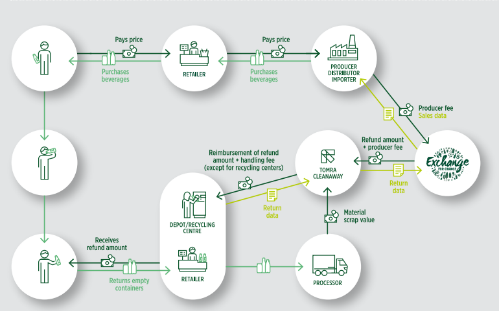 Pays price
Purchases
beverages
RETAILER
Pays price
Purchases
beverages
PRODUCER
DISTRIBUTOR
IMPORTER
Producer fee
Sales data
Refund amount
+ producer fee
Exchange
Return
data
Reimbursement of refund
amount + handling fee
(except for recycling centers)
TOMRA
CLEANAWAY
Return
data
DEPOT/RECYCLING
CENTRE
RETAILER
Receives
refund amount
Returns empty
containers
Material
scrap value
PROCESSOR